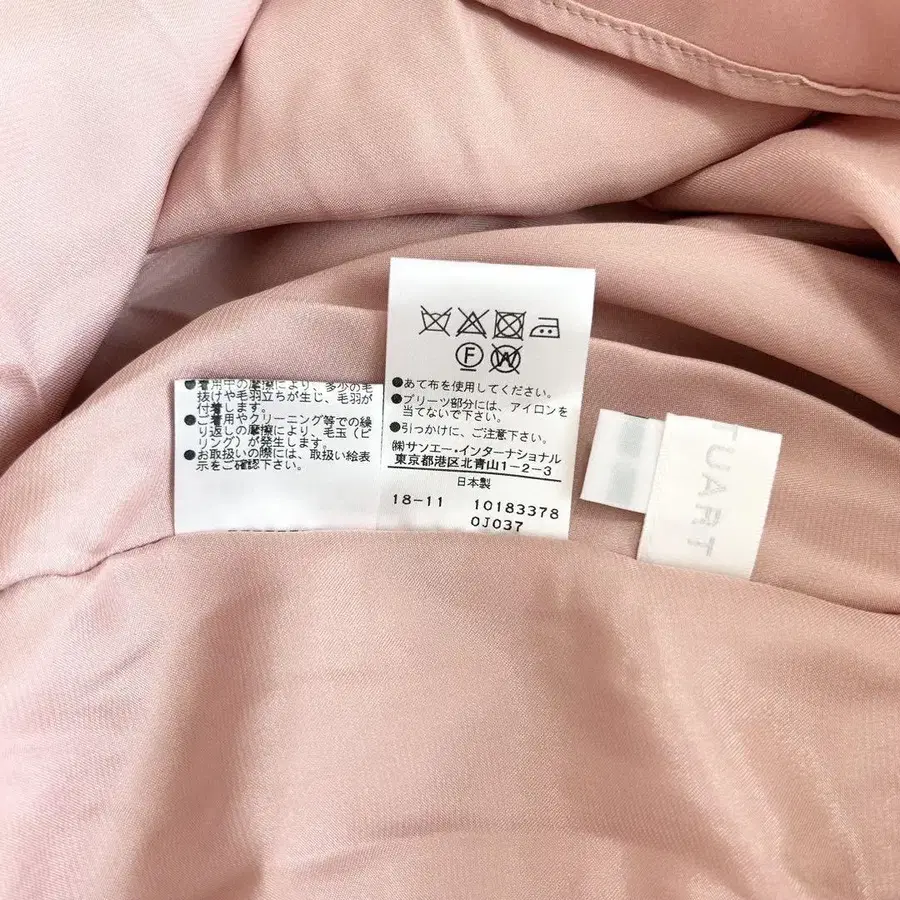 ●着用中の摩擦により、多少の毛
抜けや毛羽立ちが生じ、毛羽が
付着します。
●ご着用やクリーニング等での繰
り返しの摩擦により、毛玉（ピ
リング）が発生します。
●お取扱いの際には、取扱い絵表
示をご確認下さい。
F W
●あて布を使用してください。
●プリーツ部分には、アイロンを
当てないで下さい。
●引っかけに、ご注意下さい。
㈱サンエー・インターナショナル
東京都港区北青山1-2-3
日本製
18-11 10183378
0J037
TUART